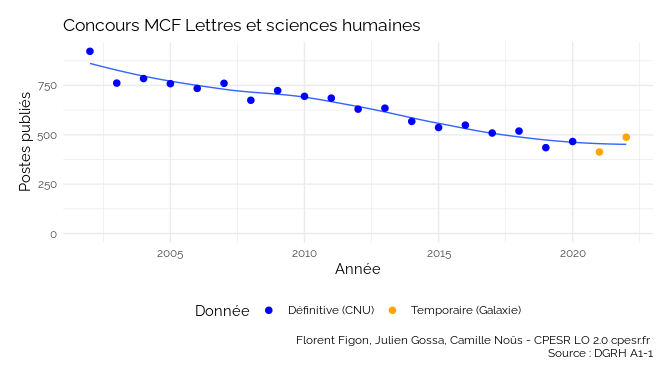 Concours MCF Lettres et sciences humaines
Postes publiés
750
500
250
0
2005 2010 2015 2020
Année
Donnée Définitive (CNU) Temporaire (Galaxie)
Florent Figon, Julien Gossa, Camille Noûs - CPESR LO 2.0 cpesr.fr
Source : DGRH A1-1